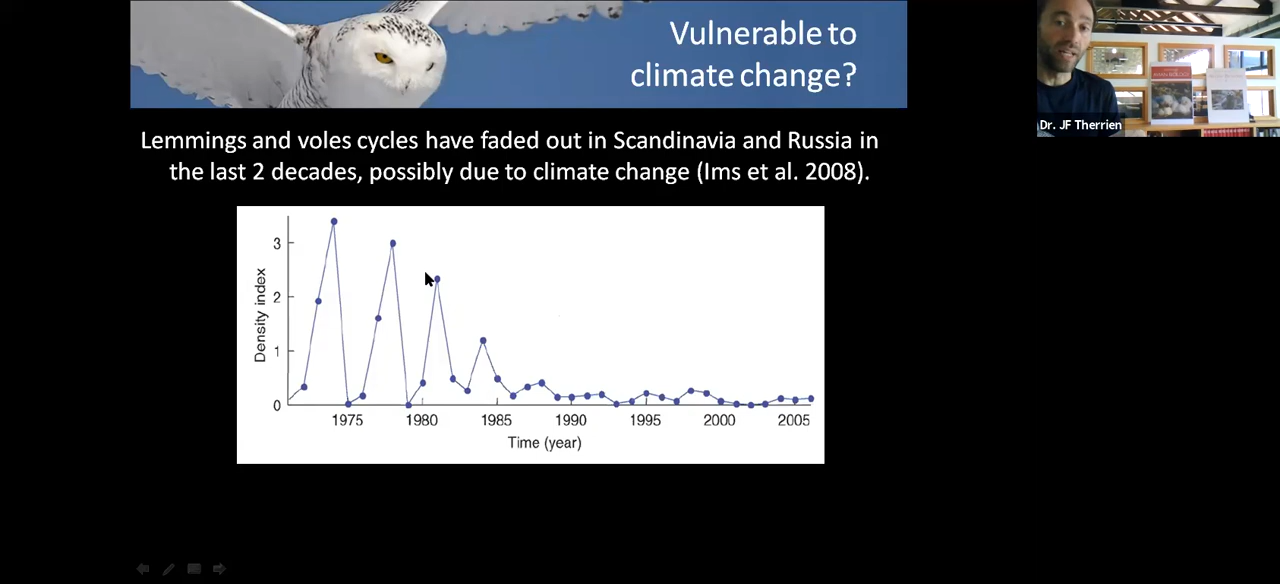 Vulnerable to
climate change?
Dr. JF Therrien
Lemmings and voles cycles have faded out in Scandinavia and Russia in
the last 2 decades, possibly due to climate change (Ims et al. 2008).
Density index
3
2
1
0
1975 1980 1985 1990 1995 2000 2005
Time (year)